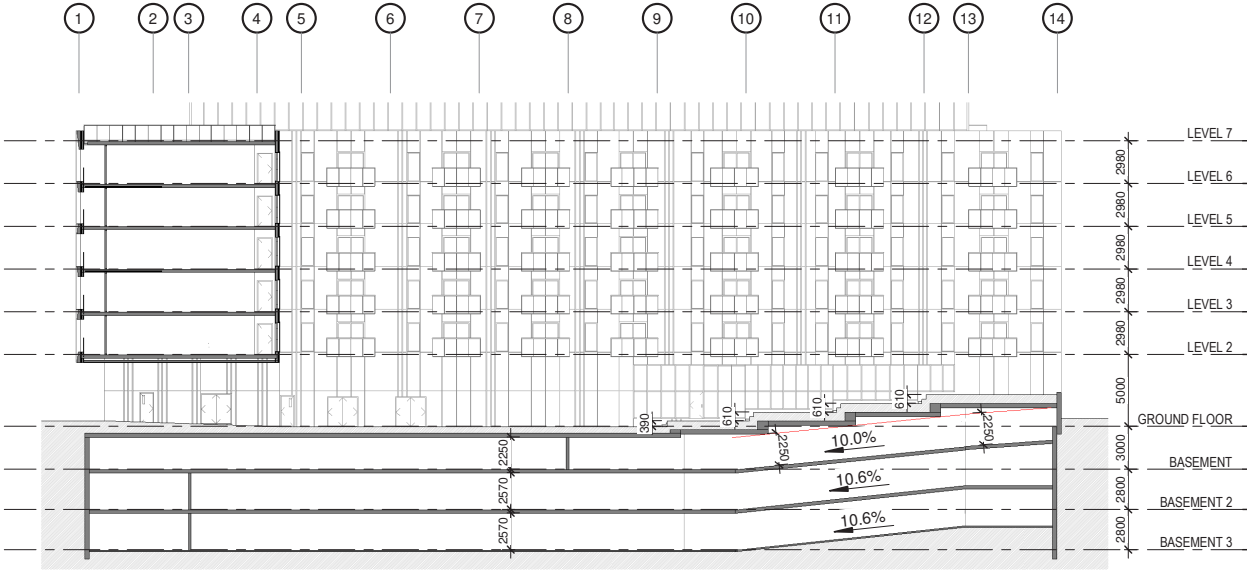 1 2 3 4 5 6 7 8 9 10 11 12 13 14
LEVEL 7
2980
LEVEL 6
2980
LEVEL 5
2980
LEVEL 4
2980
LEVEL 3
2980
LEVEL 2
5000
610
610
610
390
GROUND FLOOR
2250
2250
2250
10.0%
3000
BASEMENT
2570
10.6%
2800
BASEMENT 2
2570
10.6%
2800
BASEMENT 3